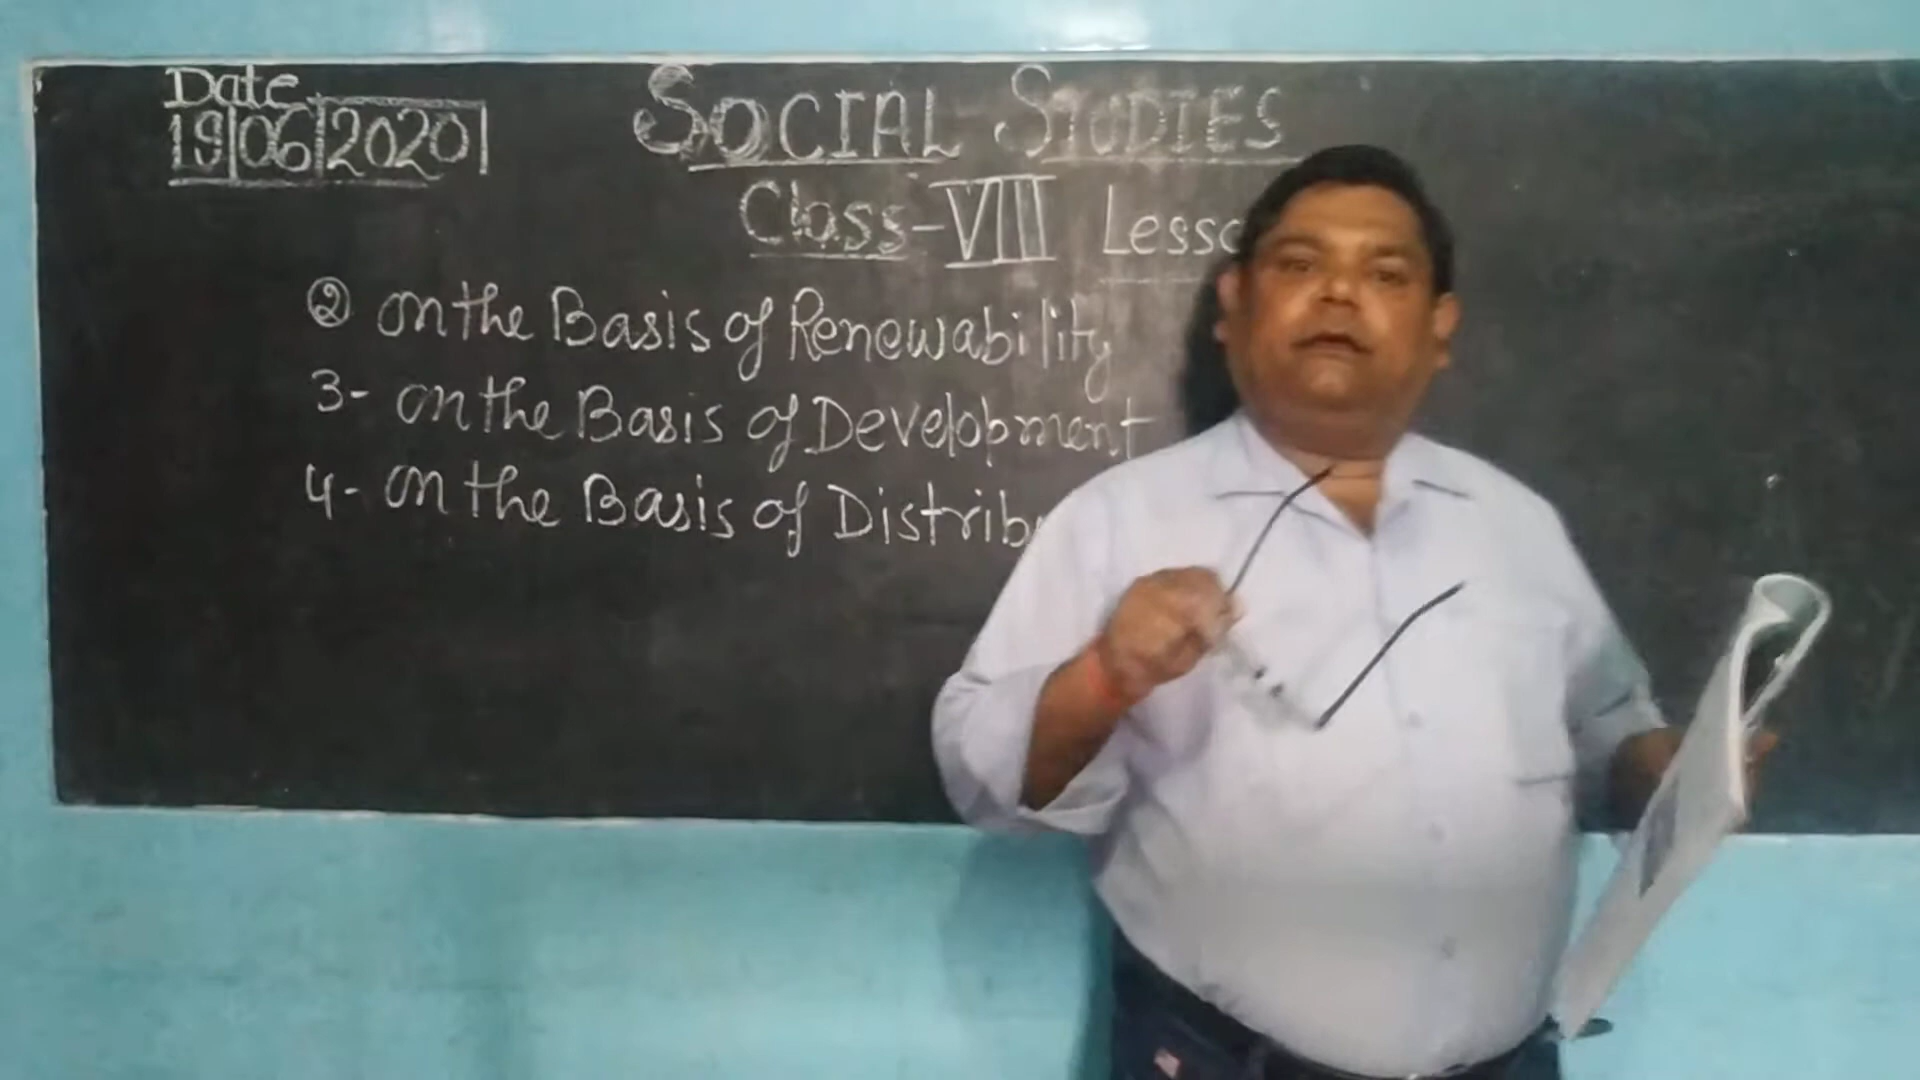 Date
19|06|2020
SOCIAL STUDIES
Class-VIII
② on the Basis of Renewability
3- on the Basis of Development
4- on the Basis of